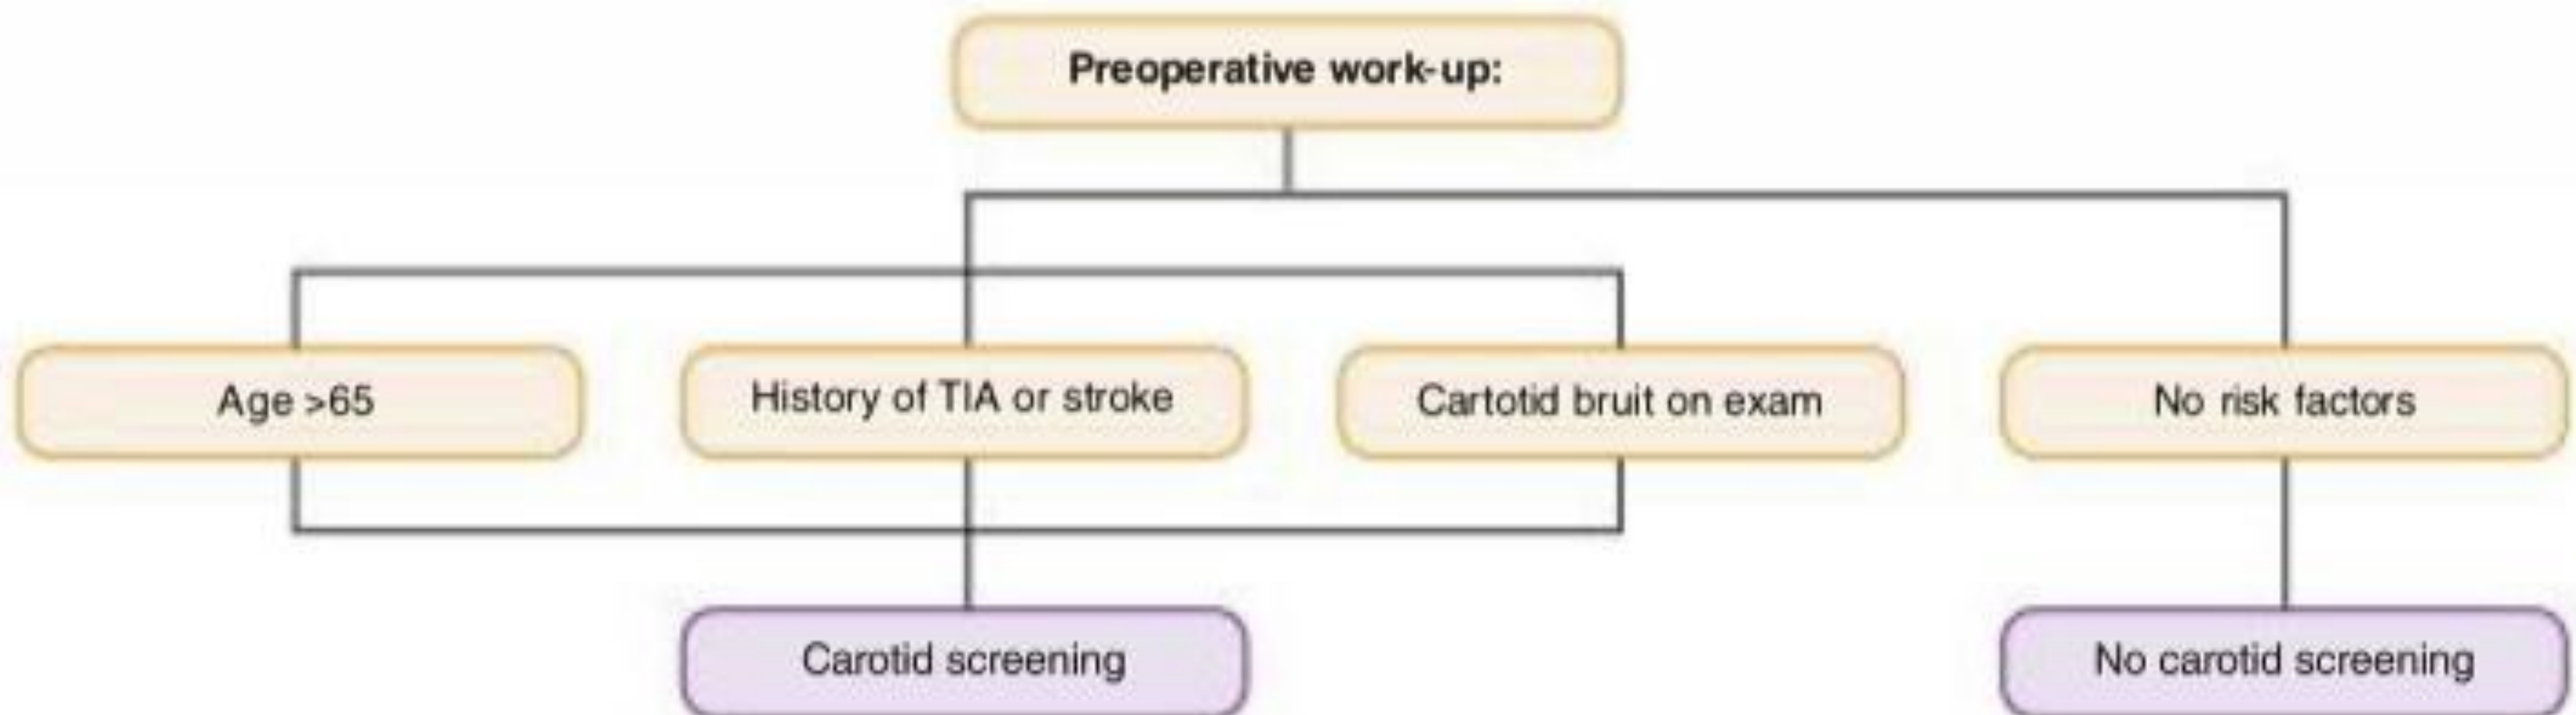 Preoperative work-up:
Age >65
History of TIA or stroke
Cartotid bruit on exam
No risk factors
Carotid screening
No carotid screening